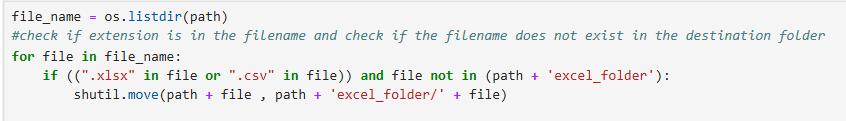 file_name = os.listdir(path)
#check if extension is in the filename and check if the filename does not exist in the destination folder
for file in file_name:
    if ((".xlsx" in file or ".csv" in file)) and file not in (path + 'excel_folder'):
        shutil.move(path + file , path + 'excel_folder/' + file)